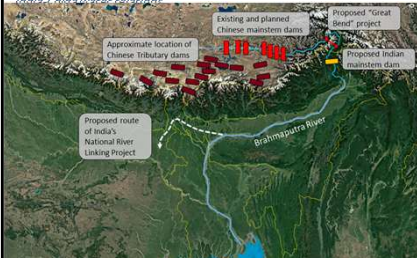 Existing and planned
Chinese mainstem dams
Proposed "Great
Bend" project
Approximate location of
Chinese Tributary dams
Proposed Indian
mainstem dam
Proposed route
of India's
National River
Linking Project
Brahmaputra River